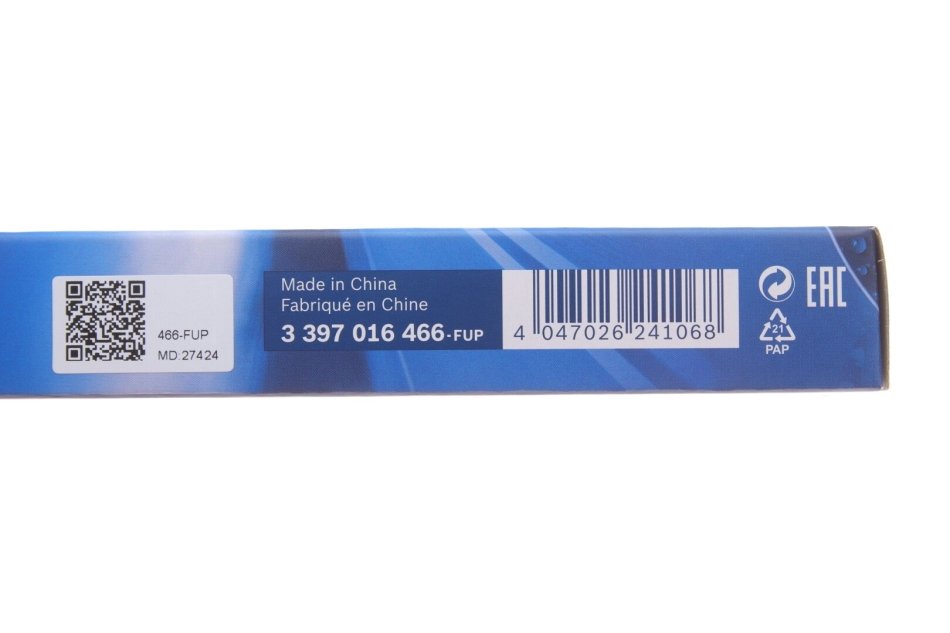 466-FUP
MD:27424
Made in China
Fabriqué en Chine
3 397 016 466-FUP
4 047026 241068
EAC
21
PAP